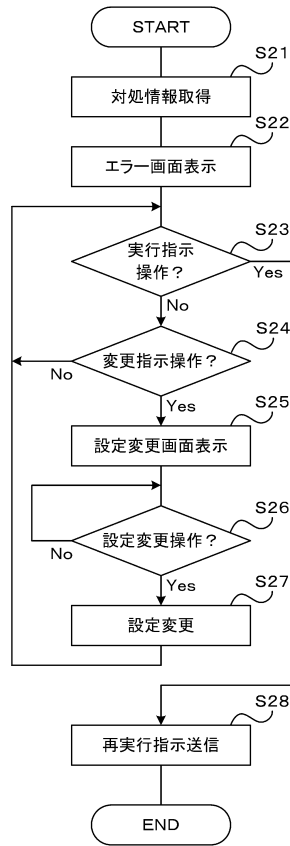 START
S21
対処情報取得
S22
エラー画面表示
S23
実行指示
操作？
Yes
No
S24
変更指示操作？
No
Yes
S25
設定変更画面表示
S26
設定変更操作？
No
Yes
S27
設定変更
S28
再実行指示送信
END